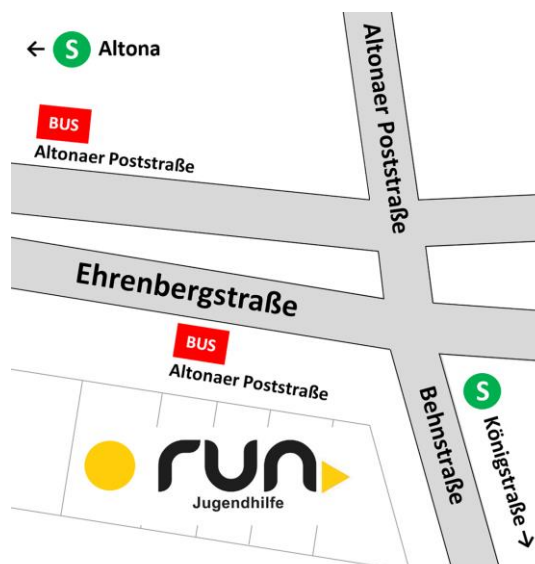 ← S Altona
BUS
Altonaer Poststraße
Altonaer Poststraße
Ehrenbergstraße
BUS
Altonaer Poststraße
Behnstraße
S
Königstraße →
run
Jugendhilfe